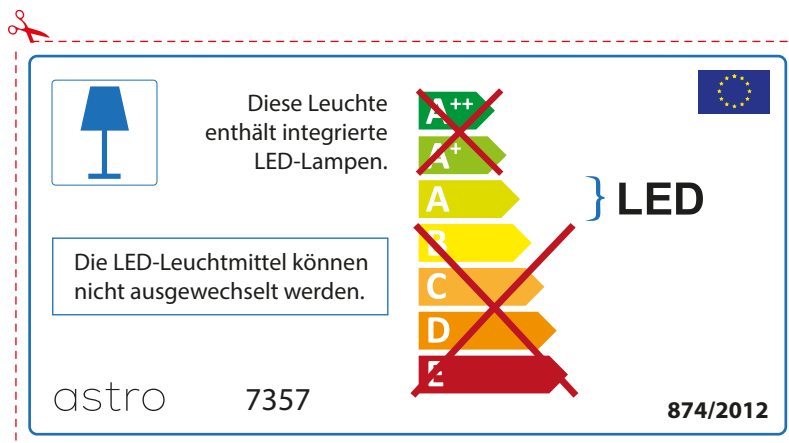 Diese Leuchte
enthält integrierte
LED-Lampen.
Die LED-Leuchtmittel können
nicht ausgewechselt werden.
A++
A+
A
B
C
D
E
LED
astro
7357
874/2012